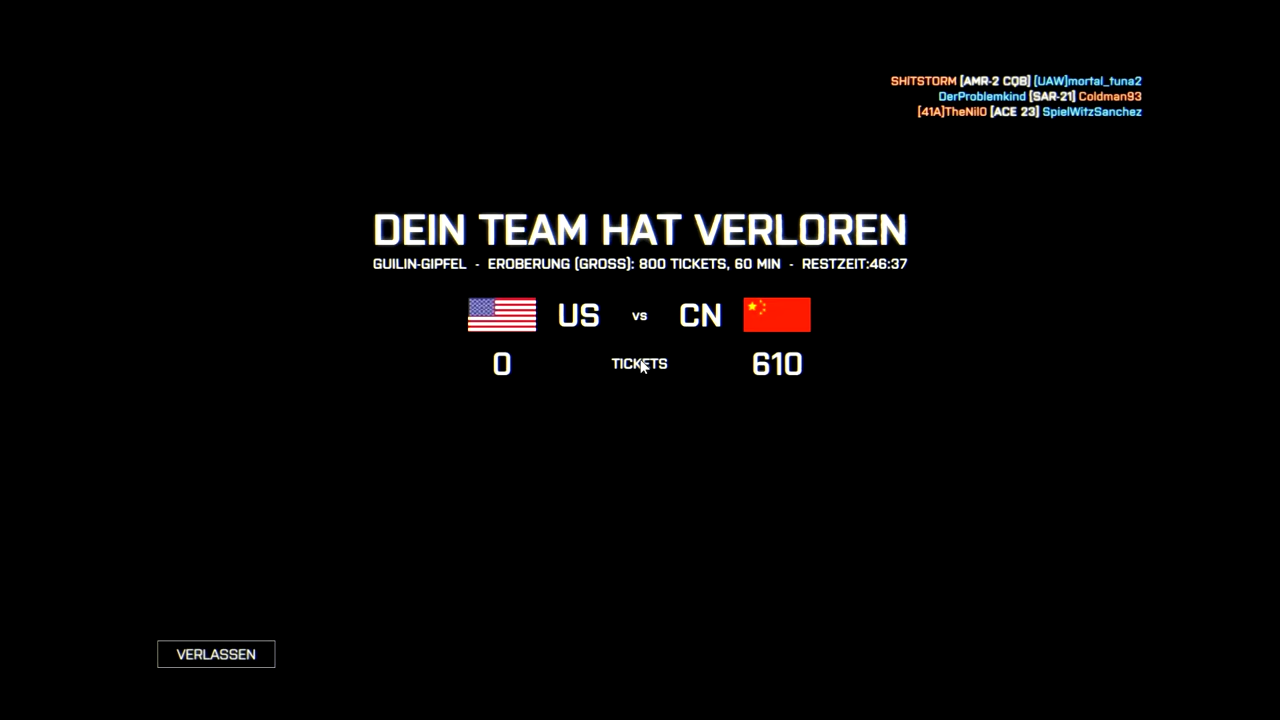 SHITSTORM [AMR-2 CQB] [UAW]mortal_tuna2
DerProblemkind [SAR-21] Coldman93
[41A]TheNil0 [ACE 23] SpielWitzSanchez
DEIN TEAM HAT VERLOREN
GUILIN-GIPFEL - EROBERUNG (GROSS): 800 TICKETS, 60 MIN - RESTZEIT:46:37
US vs CN
0 TICKETS 610
VERLASSEN